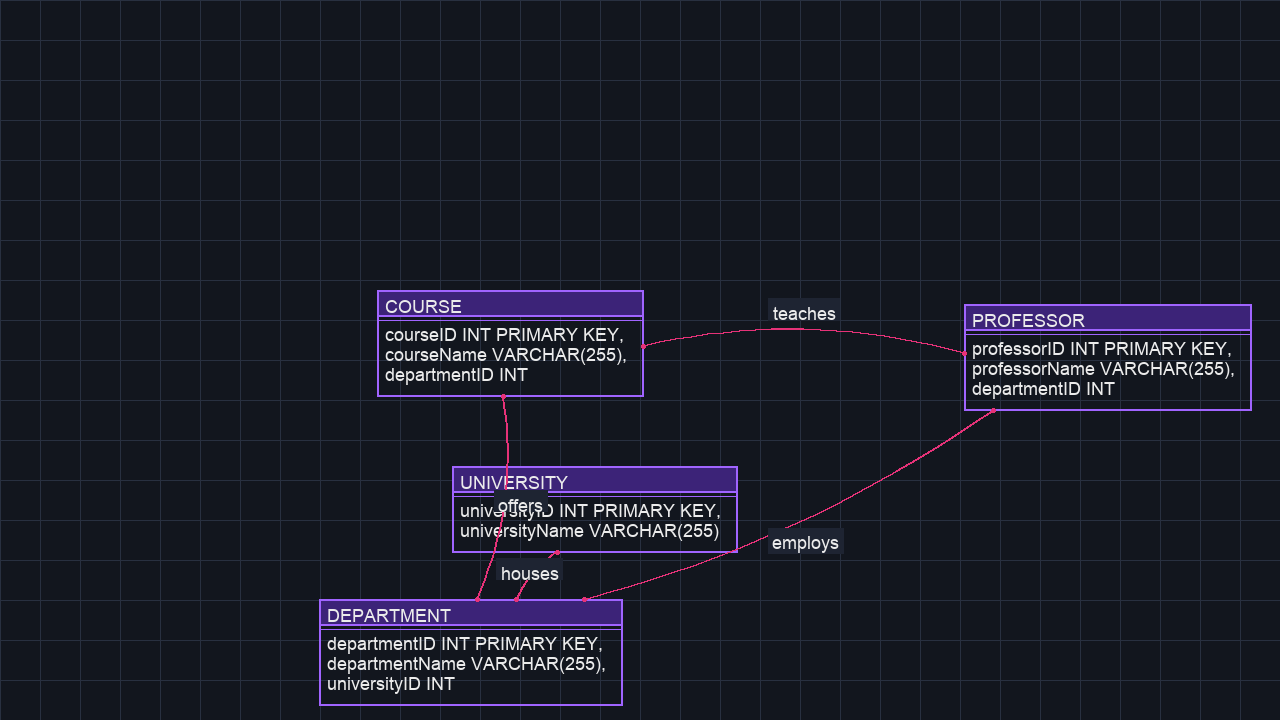 COURSE
courseID INT PRIMARY KEY,
courseName VARCHAR(255),
departmentID INT
teaches
PROFESSOR
professorID INT PRIMARY KEY,
professorName VARCHAR(255),
departmentID INT
UNIVERSITY
offers
universityID INT PRIMARY KEY,
universityName VARCHAR(255)
employs
houses
DEPARTMENT
departmentID INT PRIMARY KEY,
departmentName VARCHAR(255),
universityID INT